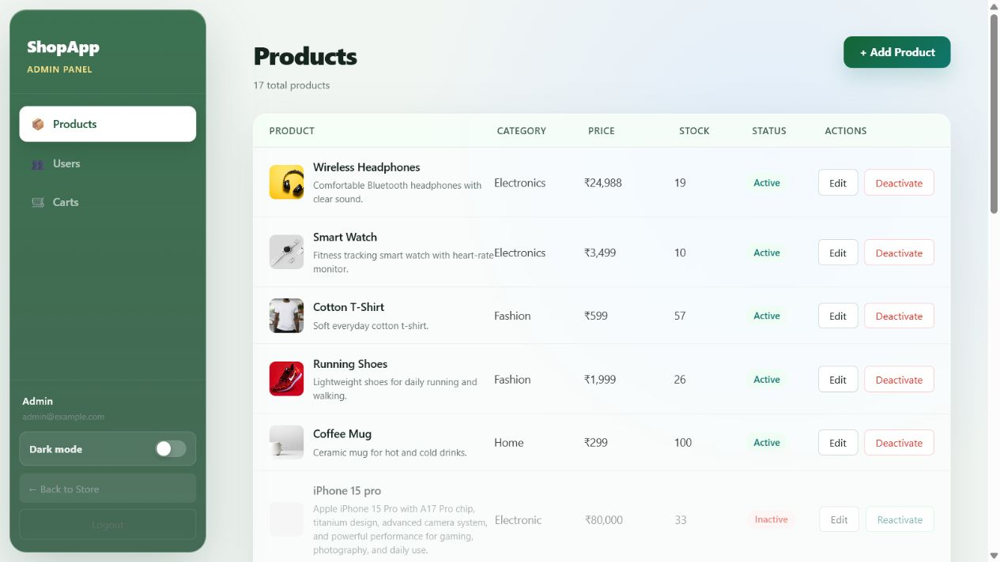 ShopApp
ADMIN PANEL
Products
Users
Carts
Admin
admin@example.com
Dark mode
← Back to Store
Logout
Products
17 total products
+ Add Product
PRODUCT CATEGORY PRICE STOCK STATUS ACTIONS
Wireless Headphones
Comfortable Bluetooth headphones with
clear sound.
Electronics ₹24,988 19 Active Edit Deactivate
Smart Watch
Fitness tracking smart watch with heart-rate
monitor.
Electronics ₹3,499 10 Active Edit Deactivate
Cotton T-Shirt
Soft everyday cotton t-shirt.
Fashion ₹599 57 Active Edit Deactivate
Running Shoes
Lightweight shoes for daily running and
walking.
Fashion ₹1,999 26 Active Edit Deactivate
Coffee Mug
Ceramic mug for hot and cold drinks.
Home ₹299 100 Active Edit Deactivate
iPhone 15 pro
Apple iPhone 15 Pro with A17 Pro chip,
titanium design, advanced camera system,
and powerful performance for gaming,
photography, and daily use.
Electronic ₹80,000 33 Inactive Edit Reactivate